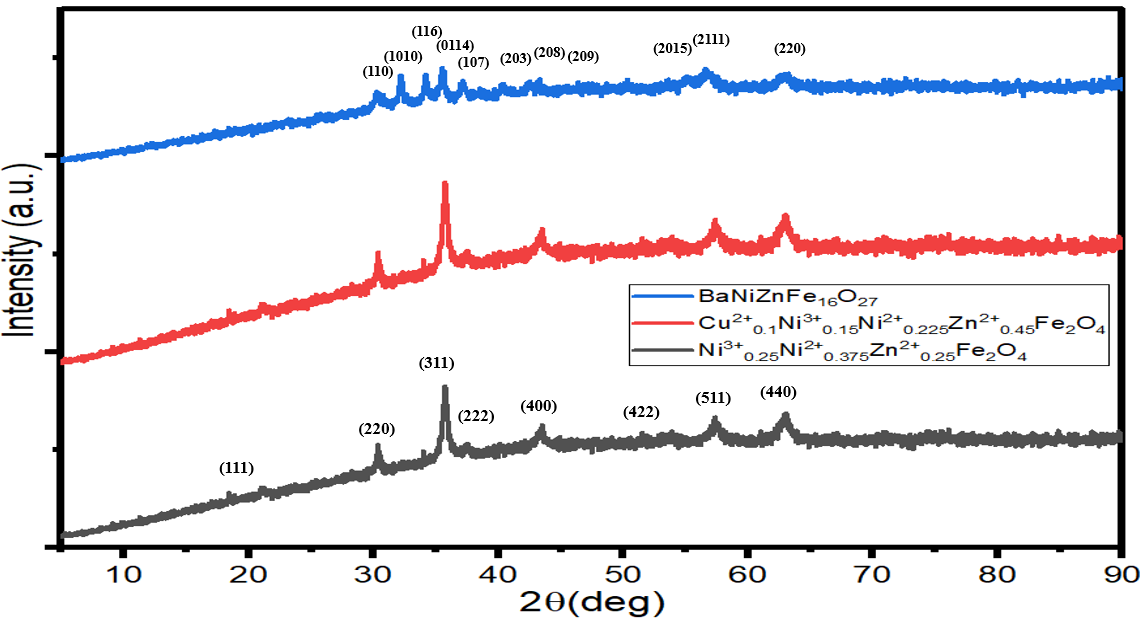 Intensity (a.u.)
(116)
(1010) (0114)
(110) (107) (203) (208) (209) (2015) (2111) (220)
BaNiZnFe₁₆O₂₇
Cu²⁺₀.₁Ni³⁺₀.₁₅Ni²⁺₀.₂₂₅Zn²⁺₀.₄₅Fe₂O₄
Ni³⁺₀.₂₅Ni²⁺₀.₃₇₅Zn²⁺₀.₂₅Fe₂O₄
(111) (220) (311) (222) (400) (422) (511) (440)
10 20 30 40 50 60 70 80 90
2θ(deg)